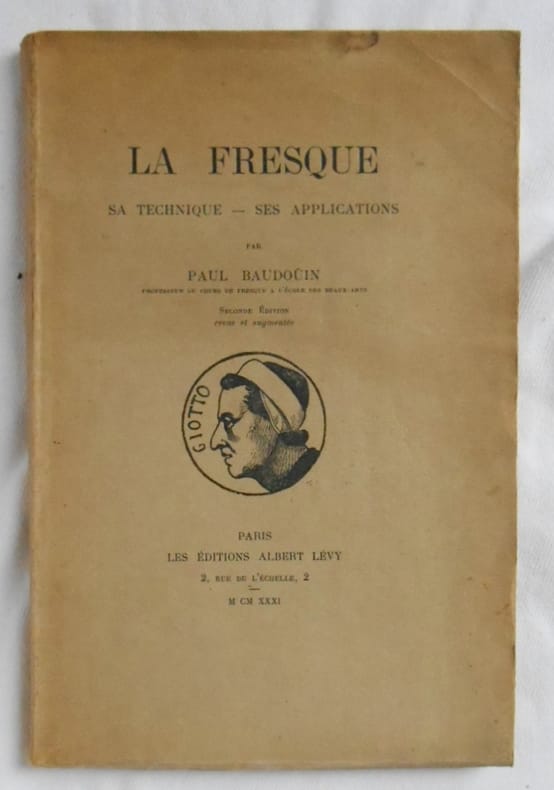 LA FRESQUE
SA TECHNIQUE — SES APPLICATIONS
PAR
PAUL BAUDOÜIN
PROFESSEUR DU COURS DE FRESQUE A L'ÉCOLE DES BEAUX-ARTS
SECONDE ÉDITION
revue et augmentée
GIOTTO
PARIS
LES ÉDITIONS ALBERT LÉVY
2, RUE DE L'ÉCHELLE, 2
M CM XXXI